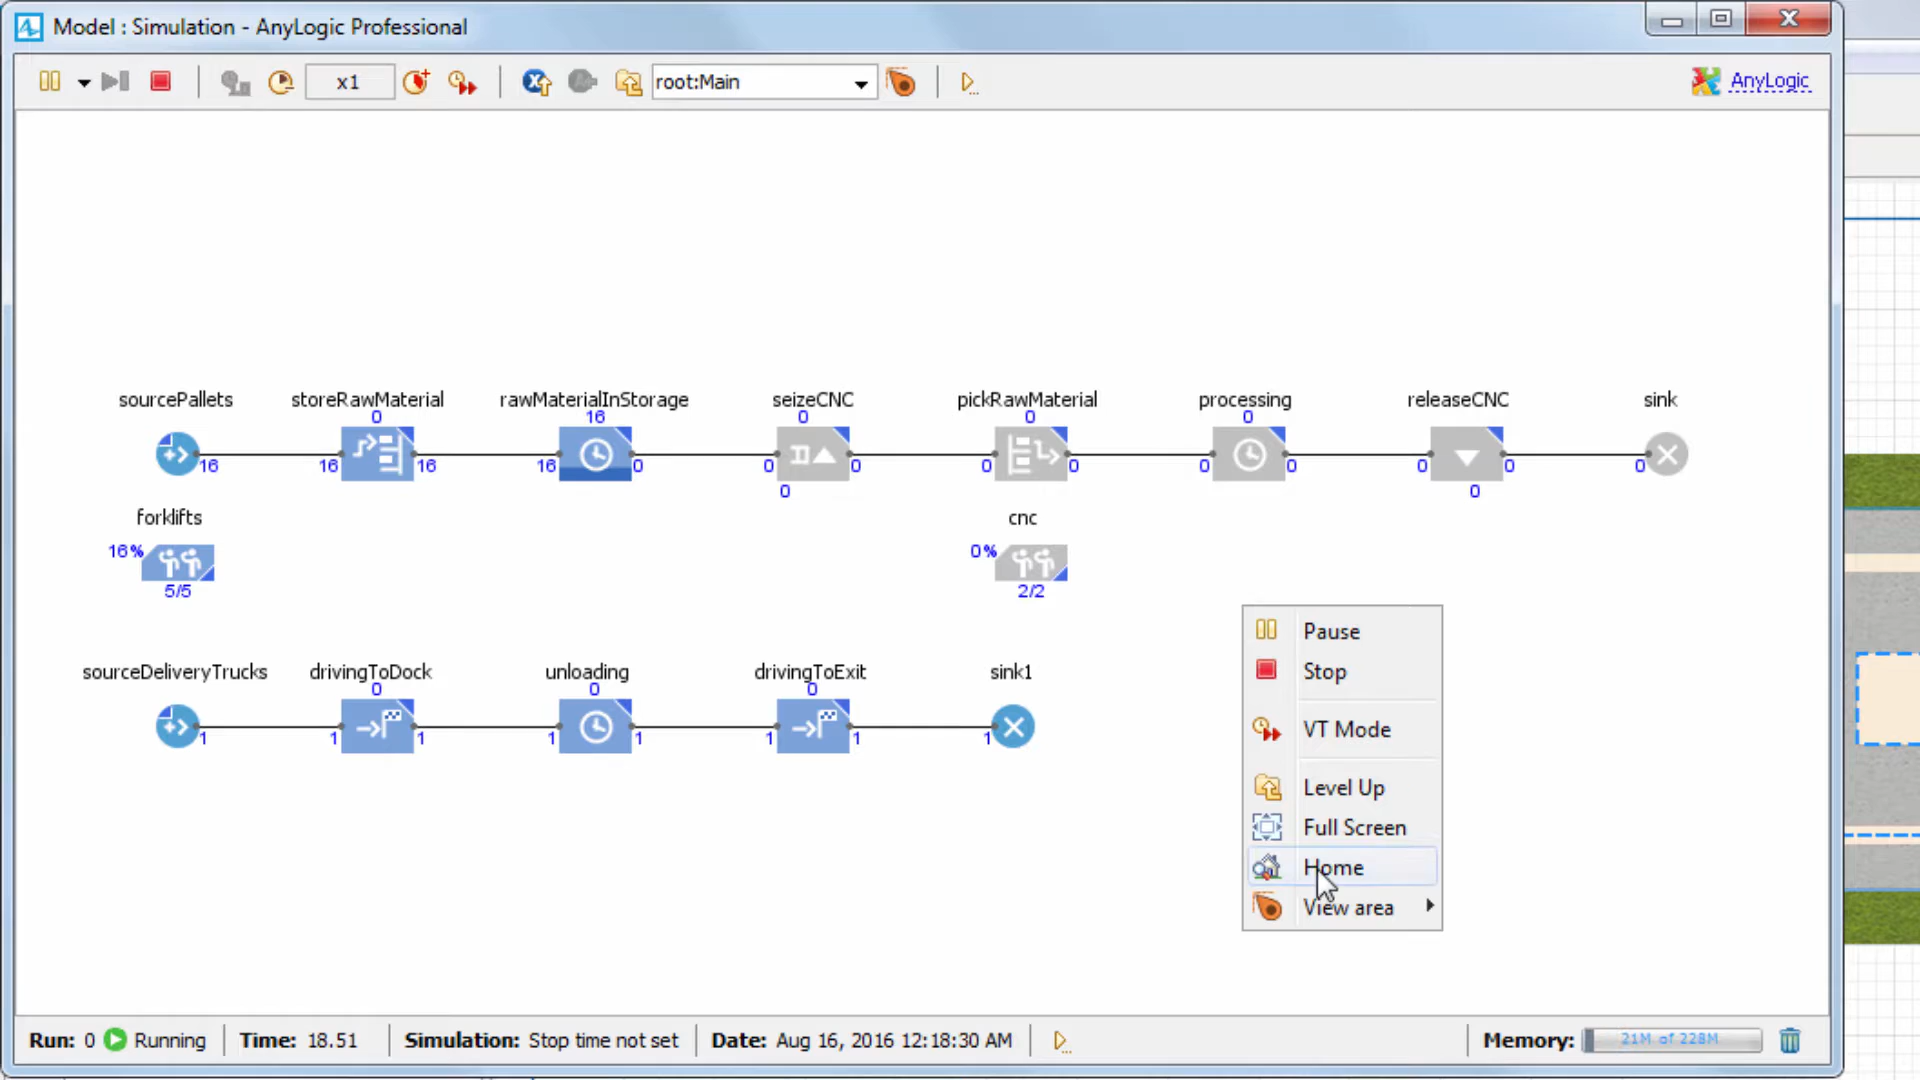 Model : Simulation - AnyLogic Professional
x1
root:Main
AnyLogic
sourcePallets storeRawMaterial rawMaterialInStorage seizeCNC pickRawMaterial processing releaseCNC sink
0 16 0 0 0
16 16 16 16 0 0 0 0 0 0 0 0 0 0
0 0
forklifts cnc
16% 0%
5/5 2/2
sourceDeliveryTrucks drivingToDock unloading drivingToExit sink1
0 0 0
1 1 1 1 1 1 1 1
Pause
Stop
VT Mode
Level Up
Full Screen
Home
View area
Run: 0 Running Time: 18.51 Simulation: Stop time not set Date: Aug 16, 2016 12:18:30 AM Memory: 21M of 228M